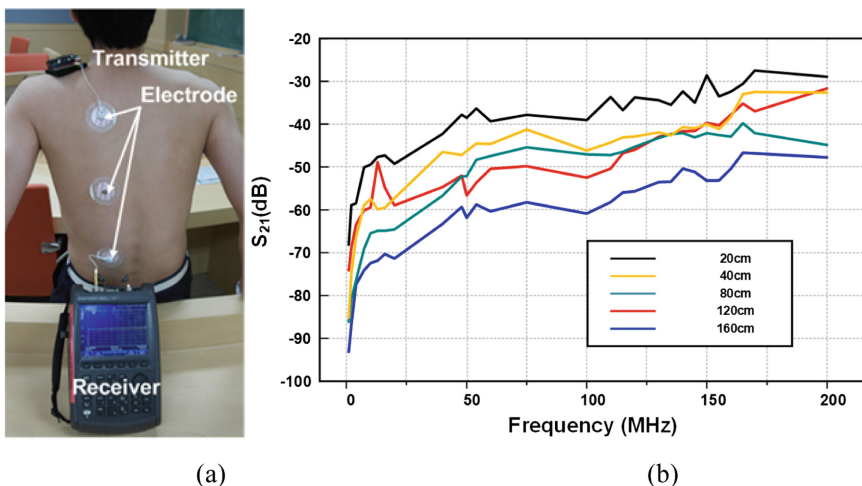 Transmitter
Electrode
Receiver
(a)
S21(dB)
-20
-30
-40
-50
-60
-70
-80
-90
-100
0
50
100
150
200
Frequency (MHz)
20cm
40cm
80cm
120cm
160cm
(b)